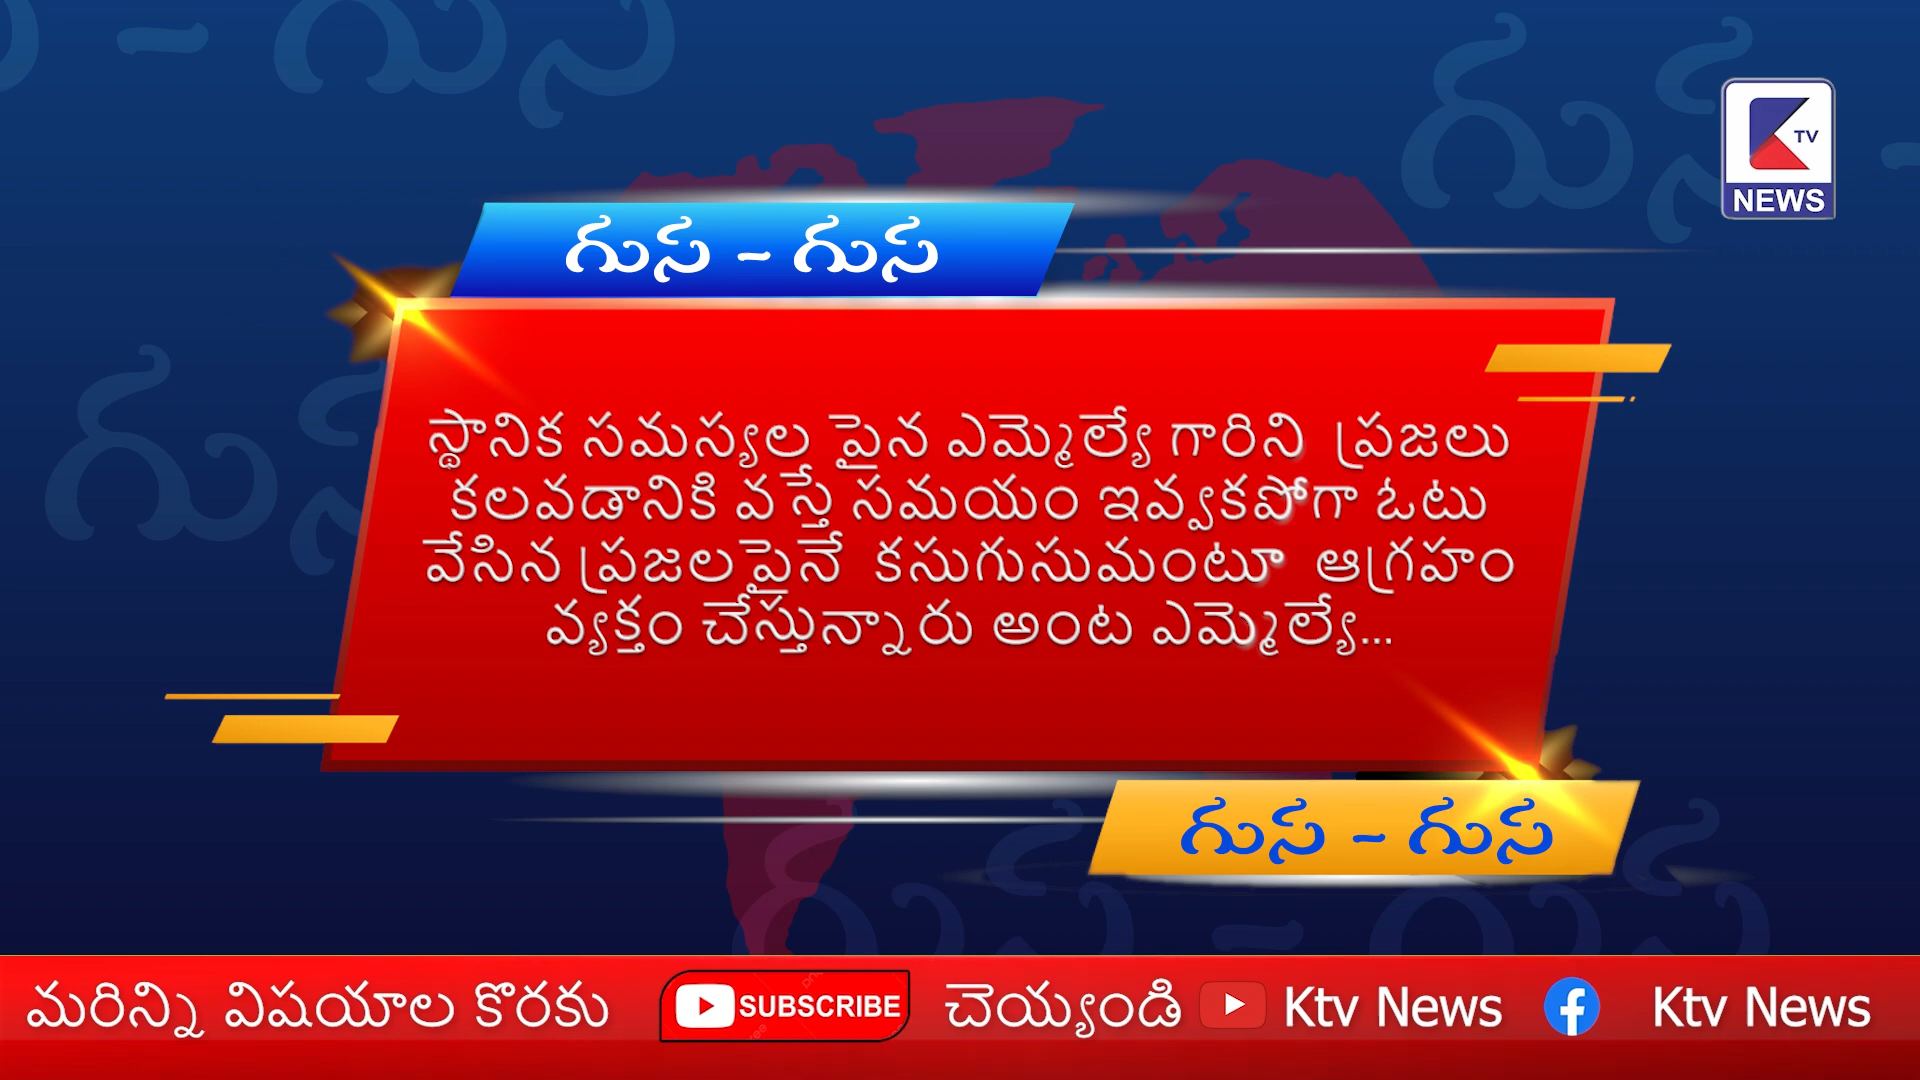 TV
NEWS
గుస్ - గుస్
స్థానిక సమస్యల పైన ఎమ్మెల్యే గారిని ప్రజలు
కలవడానికి వస్తే సమయం ఇవ్వకపోగా ఓటు
వేసిన ప్రజలపైనే కసుగుసుమంటూ ఆగ్రహం
వ్యక్తం చేస్తున్నారు అంట ఎమ్మెల్యే...
గుస్ - గుస్
మరిన్ని విషయాల కొరకు SUBSCRIBE చెయ్యండి Ktv News Ktv News